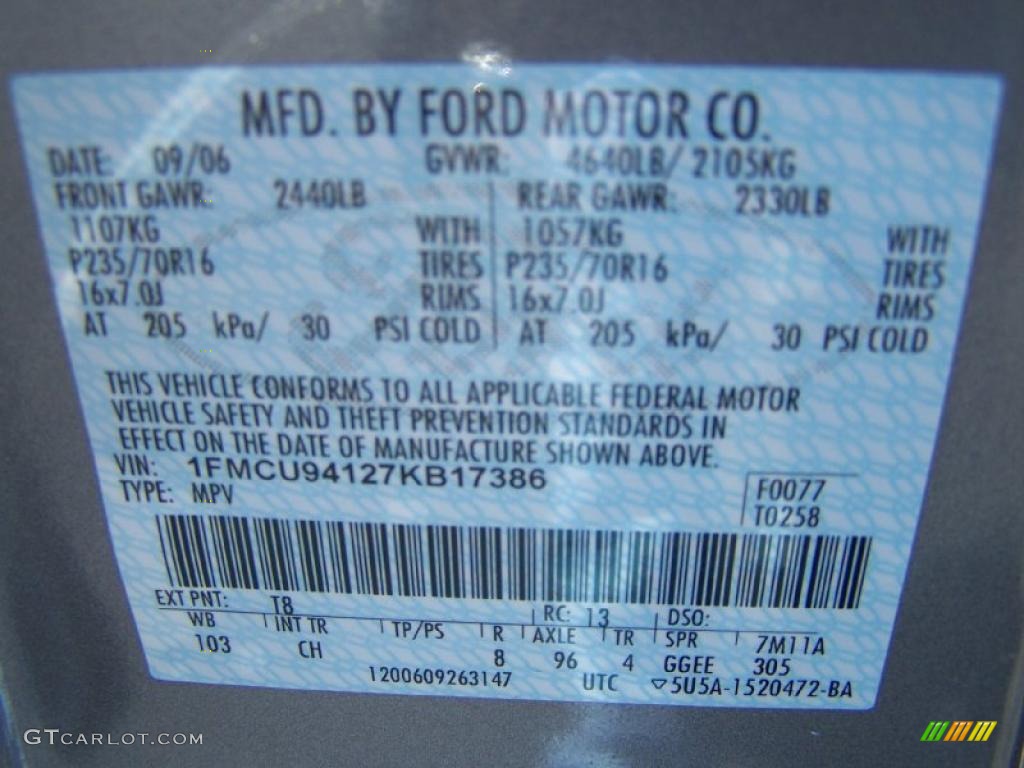 MFD. BY FORD MOTOR CO.
DATE: 09/06 GVWR: 4640LB/ 2105KG
FRONT GAWR: 2440LB REAR GAWR: 2330LB
1107KG WITH 1057KG WITH
P235/70R16 TIRES P235/70R16 TIRES
16x7.0J RIMS 16x7.0J RIMS
AT 205 kPa/ 30 PSI COLD AT 205 kPa/ 30 PSI COLD
THIS VEHICLE CONFORMS TO ALL APPLICABLE FEDERAL MOTOR
VEHICLE SAFETY AND THEFT PREVENTION STANDARDS IN
EFFECT ON THE DATE OF MANUFACTURE SHOWN ABOVE.
VIN: 1FMCU94127KB17386
TYPE: MPV F0077
T0258
EXT PNT: T8 RC: 13 DSO:
WB INT TR TP/PS R AXLE TR SPR 7M11A
103 CH 8 96 4 GGEE 305
1200609263147 UTC ▽5U5A-1520472-BA
GTCARLOT.COM